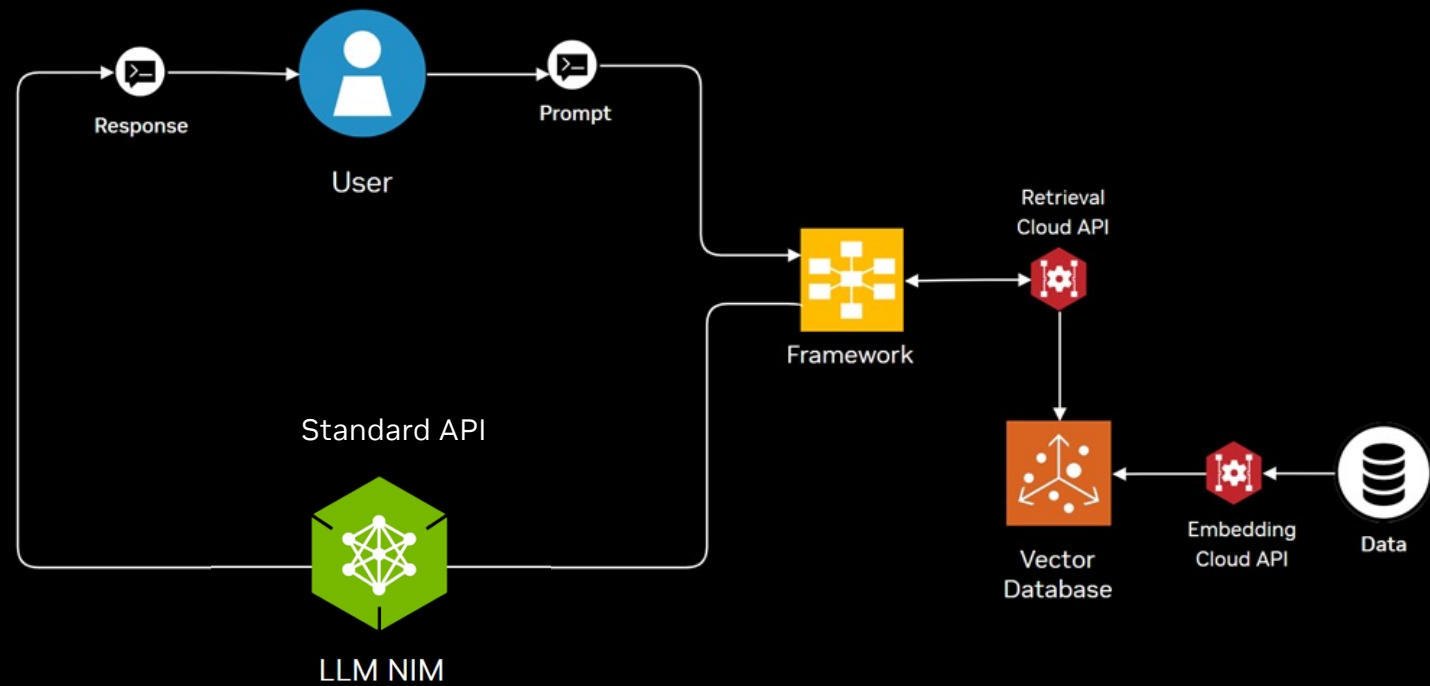 Response
User
Prompt
Retrieval
Cloud API
Framework
Standard API
LLM NIM
Vector
Database
Embedding
Cloud API
Data